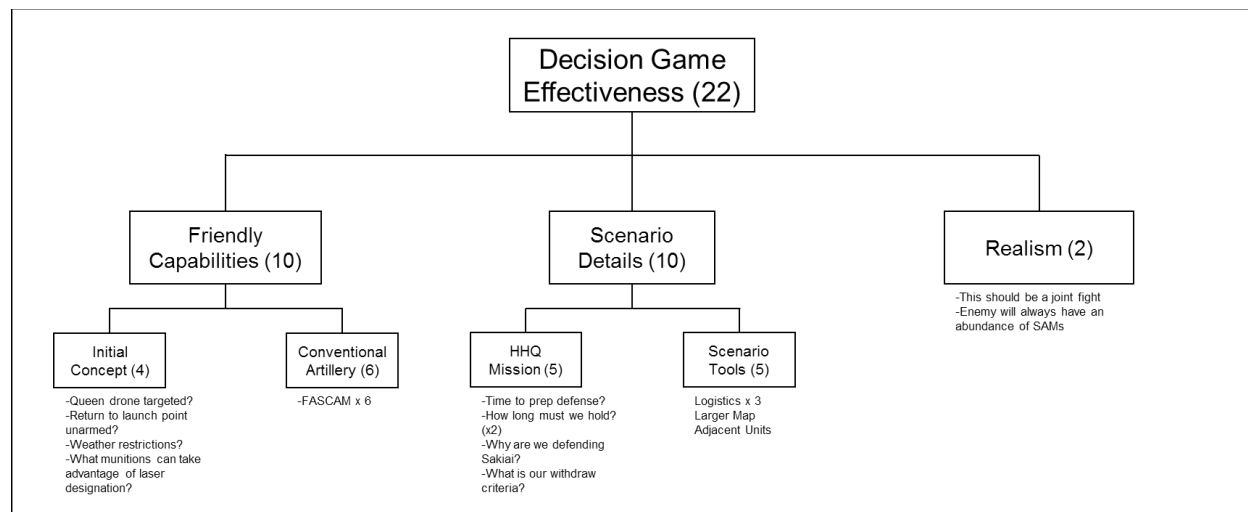 Decision Game
Effectiveness (22)
Friendly
Capabilities (10)
Scenario
Details (10)
Realism (2)
-This should be a joint fight
-Enemy will always have an
abundance of SAMs
Initial
Concept (4)
-Queen drone targeted?
-Return to launch point
unarmed?
-Weather restrictions?
-What munitions can take
advantage of laser
designation?
Conventional
Artillery (6)
-FASCAM x 6
HHQ
Mission (5)
-Time to prep defense?
-How long must we hold?
(x2)
-Why are we defending
Sakiai?
-What is our withdraw
criteria?
Scenario
Tools (5)
Logistics x 3
Larger Map
Adjacent Units